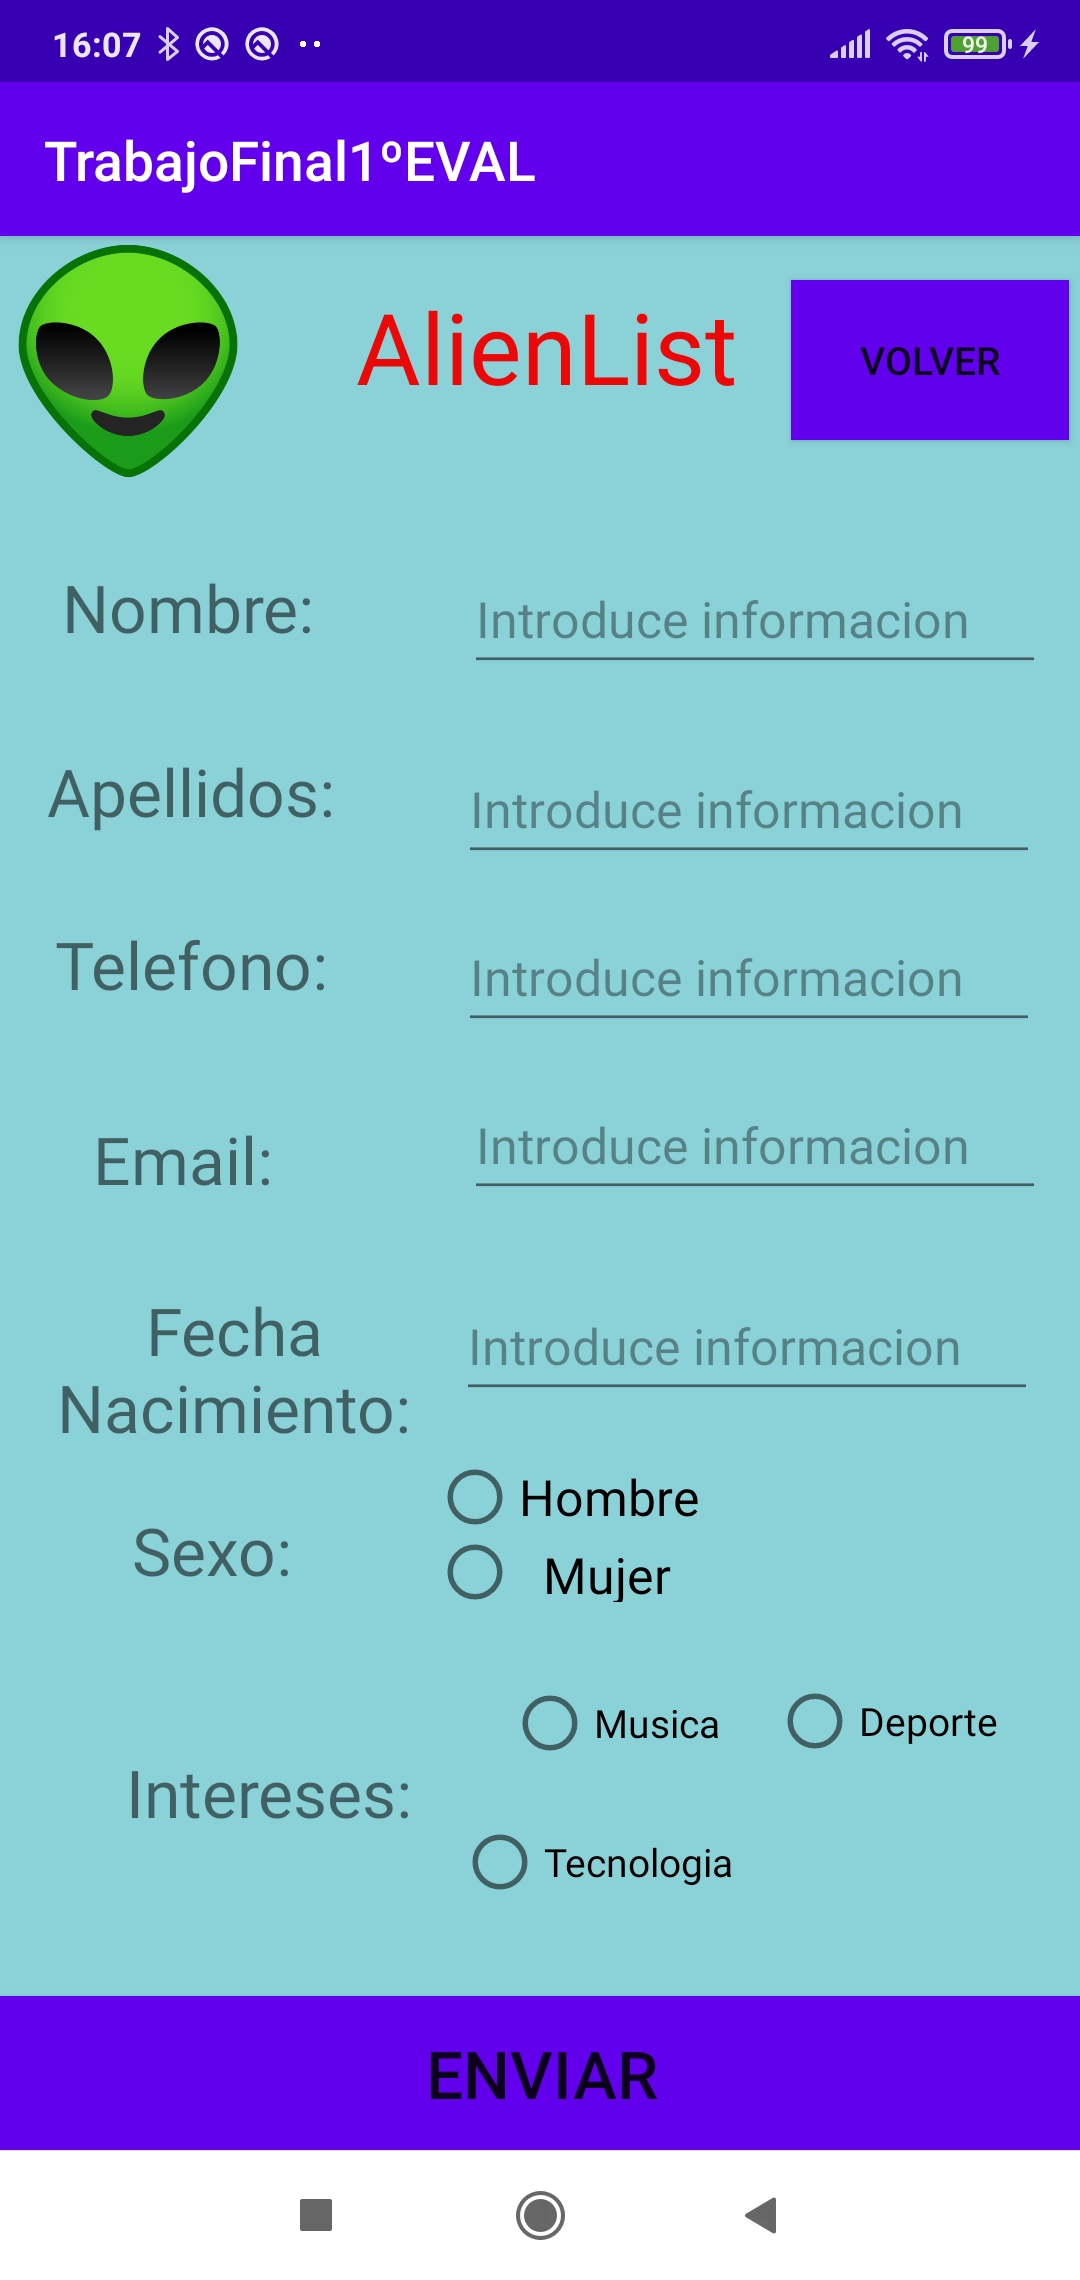 16:07
99
TrabajoFinal1ºEVAL
AlienList
VOLVER
Nombre:
Introduce informacion
Apellidos:
Introduce informacion
Telefono:
Introduce informacion
Email:
Introduce informacion
Fecha
Nacimiento:
Introduce informacion
Sexo:
Hombre
Mujer
Intereses:
Musica
Deporte
Tecnologia
ENVIAR